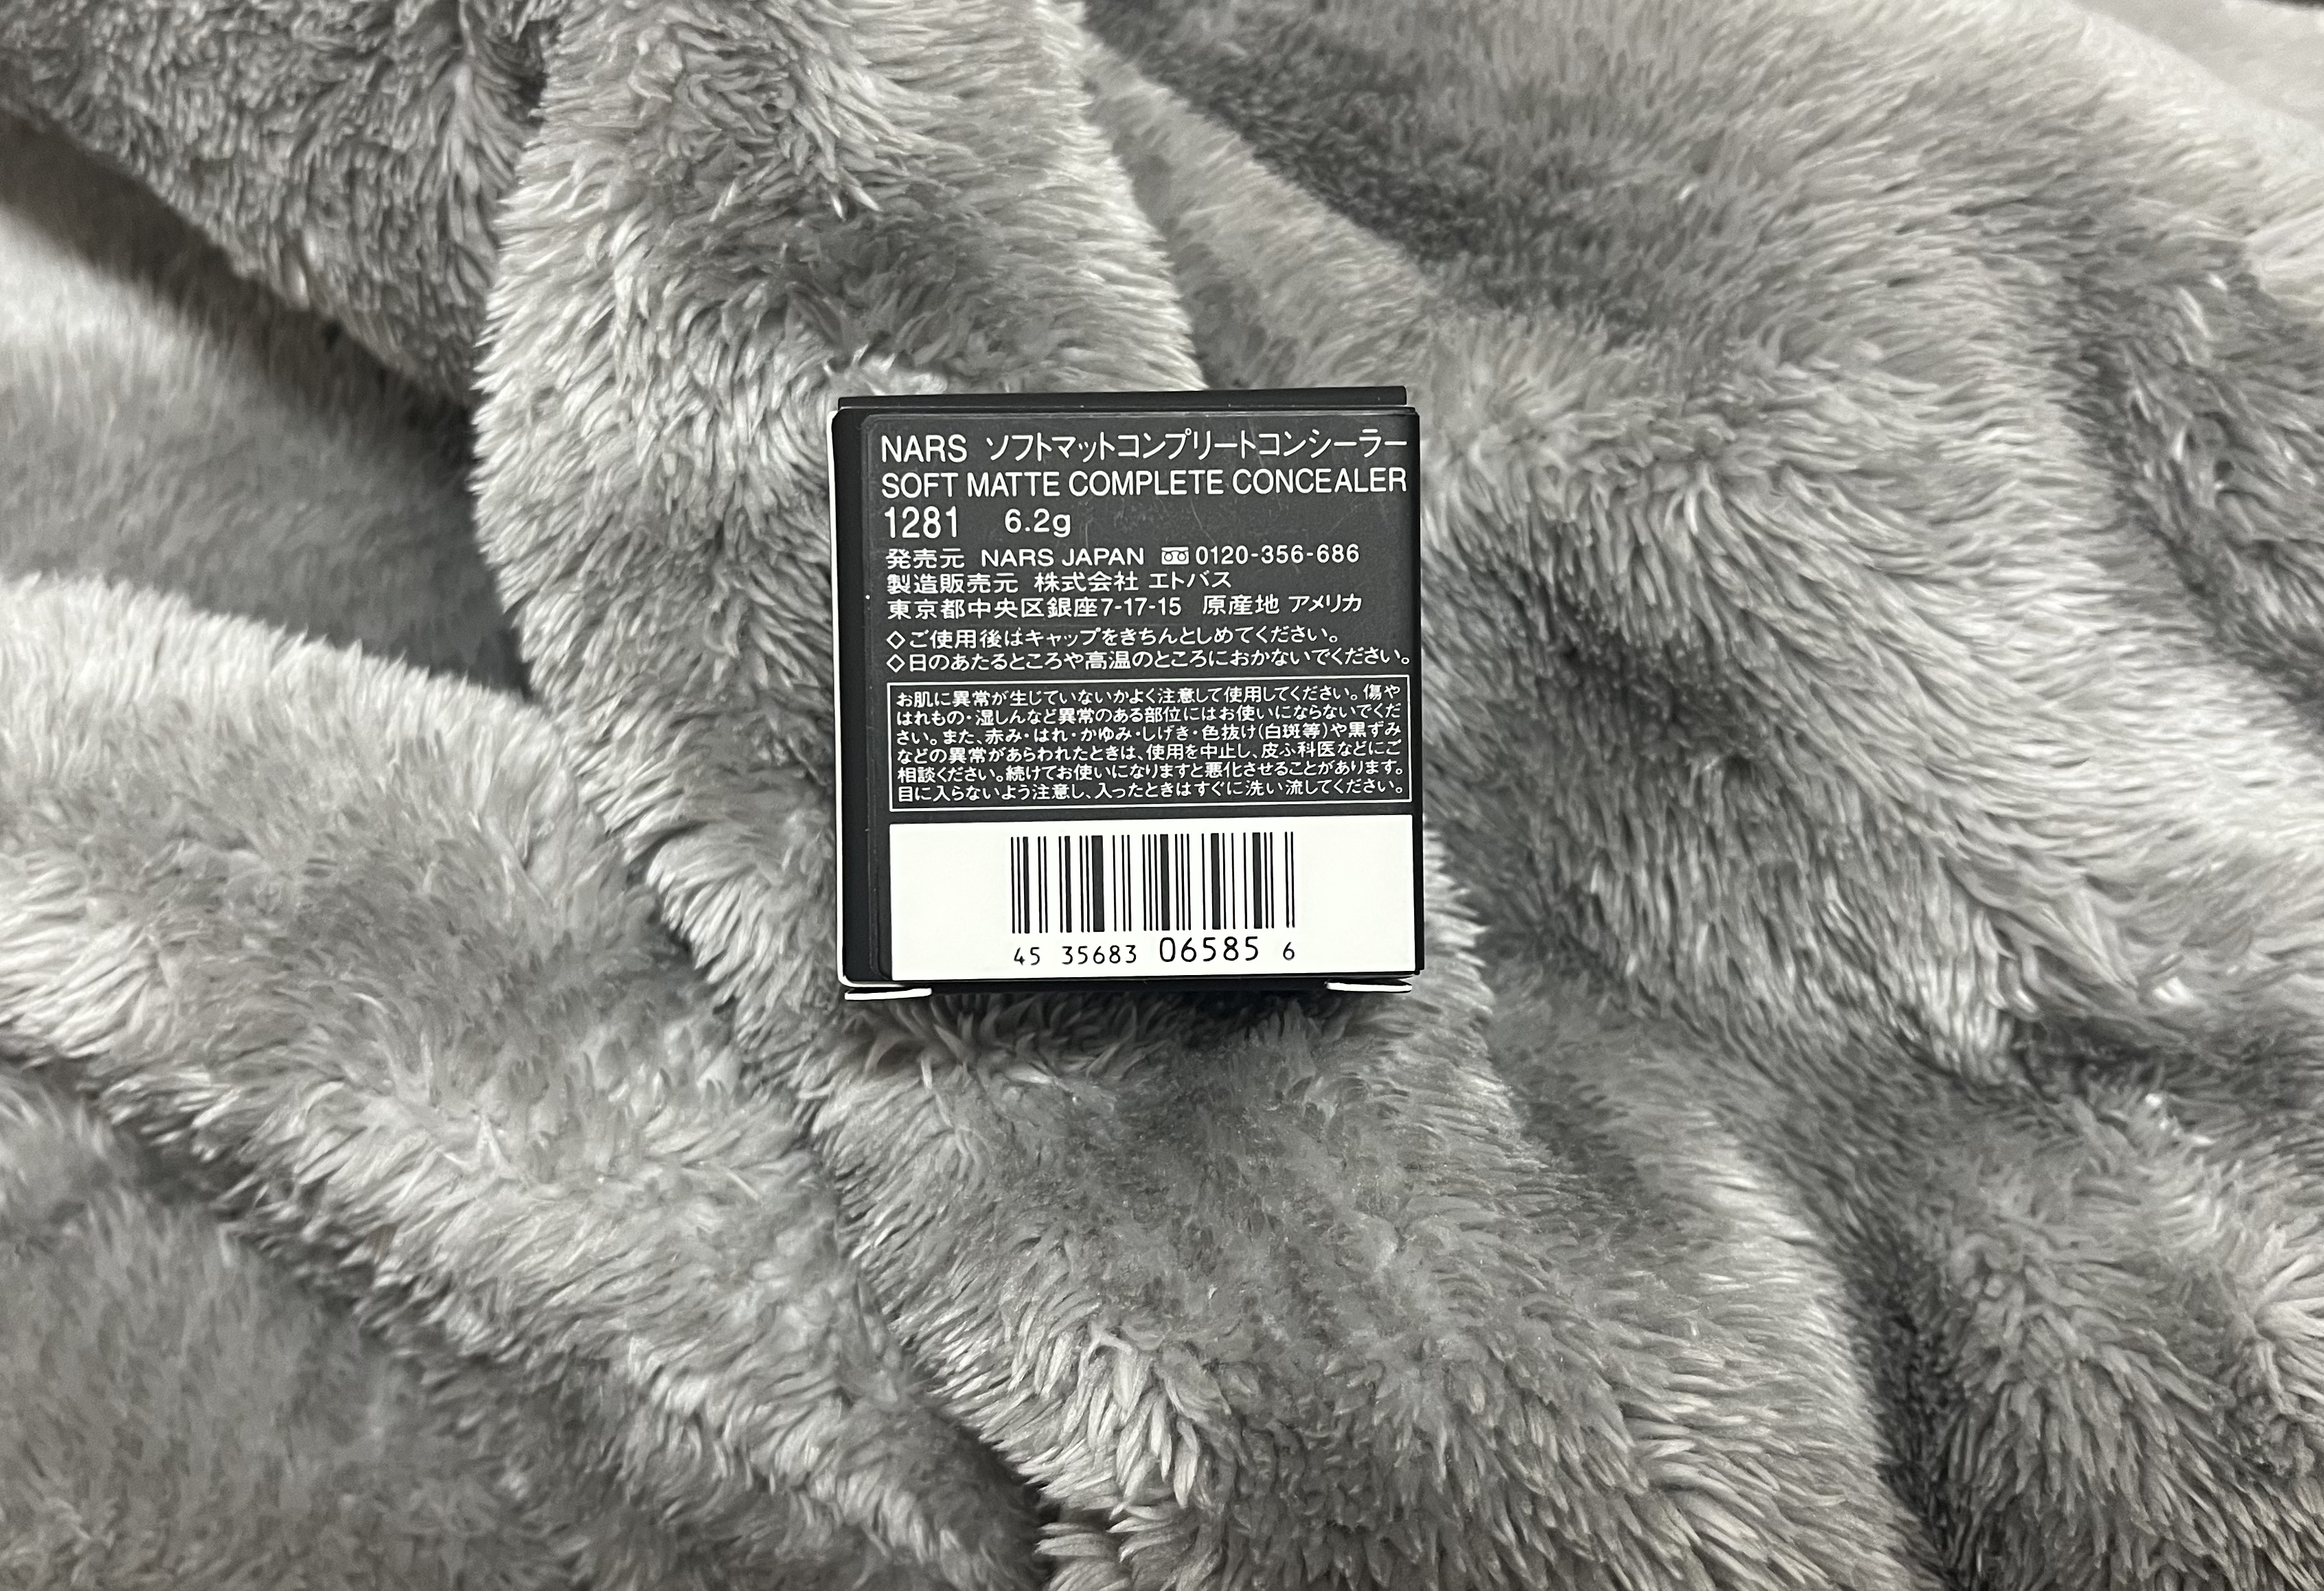 NARS ソフトマットコンプリートコンシーラー
SOFT MATTE COMPLETE CONCEALER
1281 6.2g
発売元 NARS JAPAN 0120-356-686
製造販売元 株式会社 エトバス
東京都中央区銀座7-17-15 原産地 アメリカ
◇ご使用後はキャップをきちんとしめてください。
◇日のあたるところや高温のところにおかないでください。
お肌に異常が生じていないかよく注意して使用してください。傷や
はれもの・湿しんなど異常のある部位にはお使いにならないでくだ
さい。また、赤み・はれ・かゆみ・しげき・色抜け(白斑等)や黒ずみ
などの異常があらわれたときは、使用を中止し、皮ふ科医などにご
相談ください。続けてお使いになりますと悪化させることがあります。
目に入らないよう注意し、入ったときはすぐに洗い流してください。
45 35683 06585 6